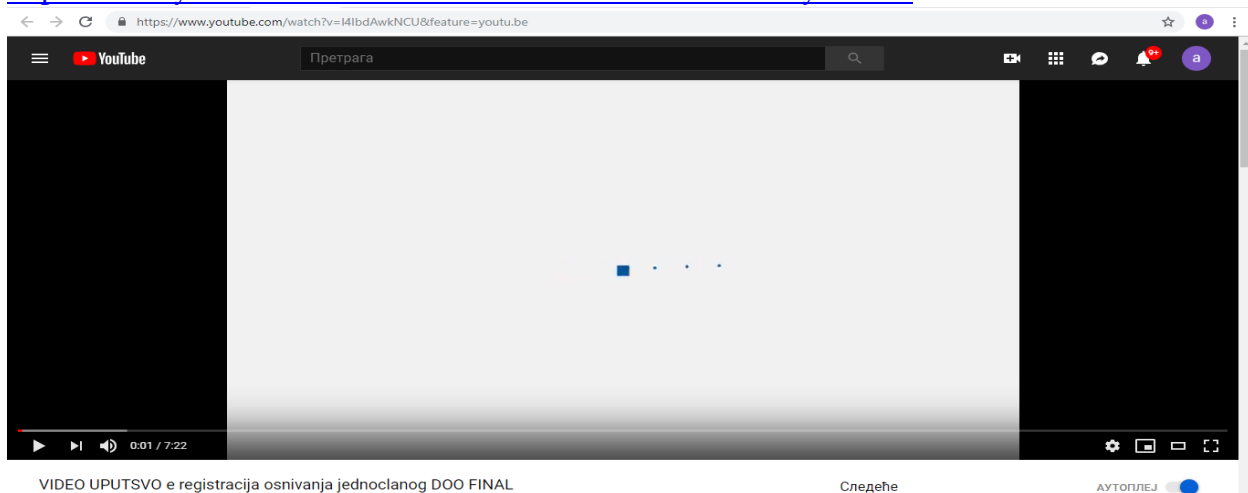 https://www.youtube.com/watch?v=l4IbdAwkNCU&feature=youtu.be
a
YouTube
Претрага
9+
a
0:01 / 7:22
VIDEO UPUTSVO e registracija osnivanja jednoclanog DOO FINAL
Следеће
АУТОПЛЕЈ